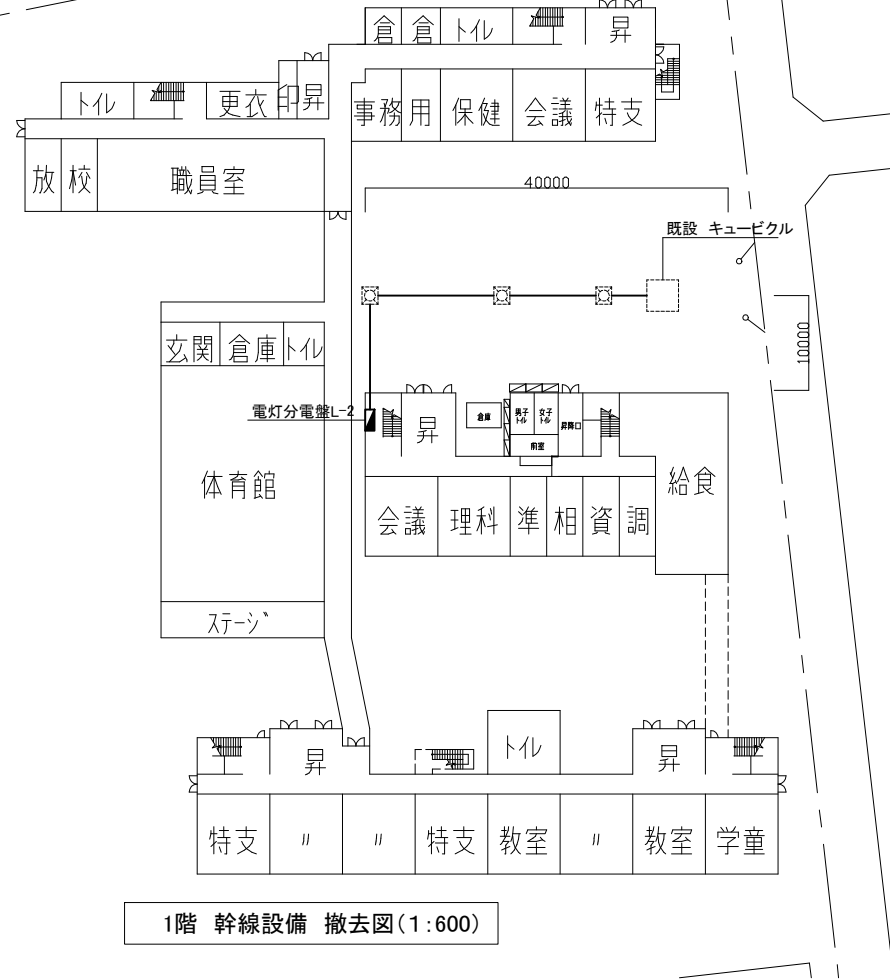 倉 倉 トイレ 昇
トイレ 更衣 印 昇
事務 用 保健 会議 特支
放 校 職員室
40000
既設 キュービクル
10000
玄関 倉庫 トイレ
電灯分電盤L-2
昇 倉庫 男子トイレ 女子トイレ 昇降口
前室
体育館
給食
会議 理科 準 相 資 調
ステージ
トイレ
昇 昇
特支 〃 〃 特支 教室 〃 教室 学童
1階 幹線設備 撤去図(1:600)